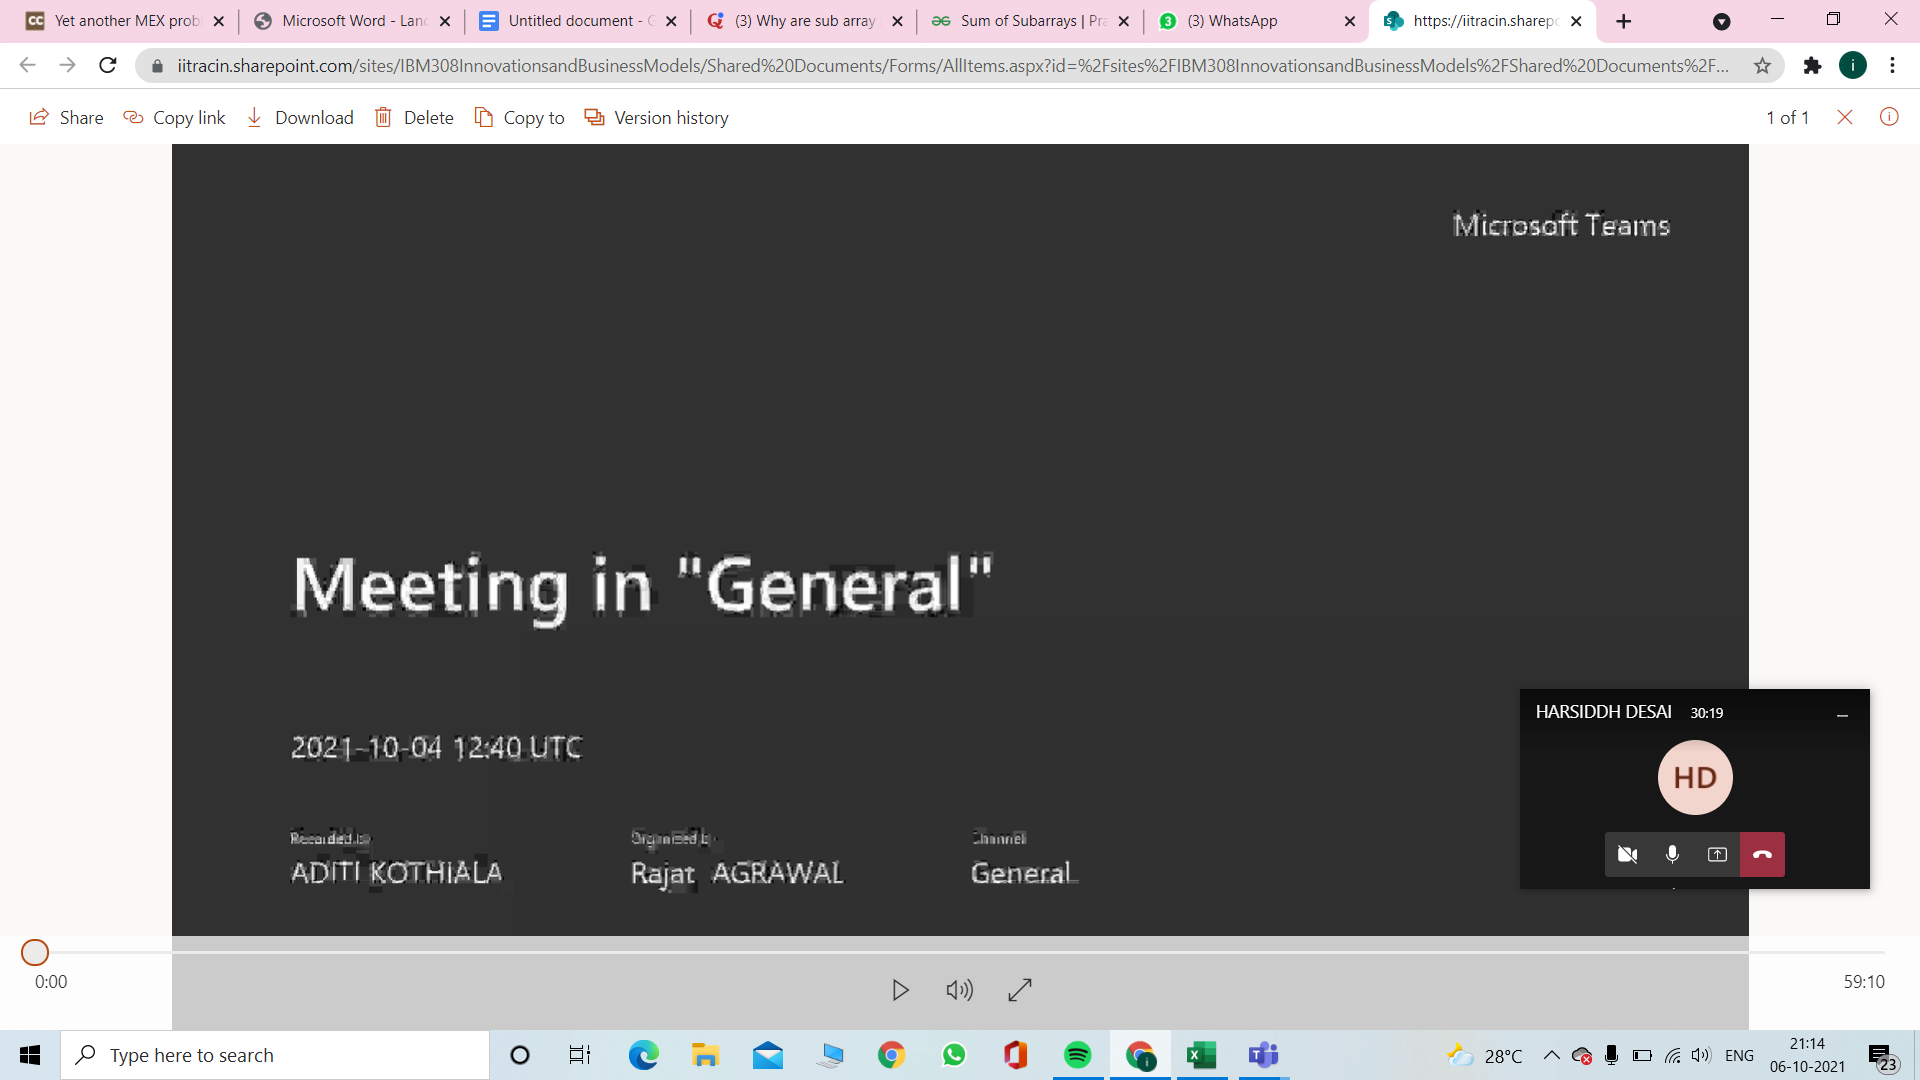 Yet another MEX probl
Microsoft Word - Lanc
Untitled document - G
(3) Why are sub array
Sum of Subarrays | Pra
(3) WhatsApp
https://iitracin.sharepo
iitracin.sharepoint.com/sites/IBM308InnovationsandBusinessModels/Shared%20Documents/Forms/AllItems.aspx?id=%2Fsites%2FIBM308InnovationsandBusinessModels%2FShared%20Documents%2F...
Share
Copy link
Download
Delete
Copy to
Version history
1 of 1
Microsoft Teams
Meeting in "General"
2021-10-04 12:40 UTC
Recorded by
Organized by
Channel
ADITI KOTHIALA
Rajat AGRAWAL
General
HARSIDDH DESAI 30:19
HD
0:00
59:10
Type here to search
28°C
ENG
21:14
06-10-2021
23